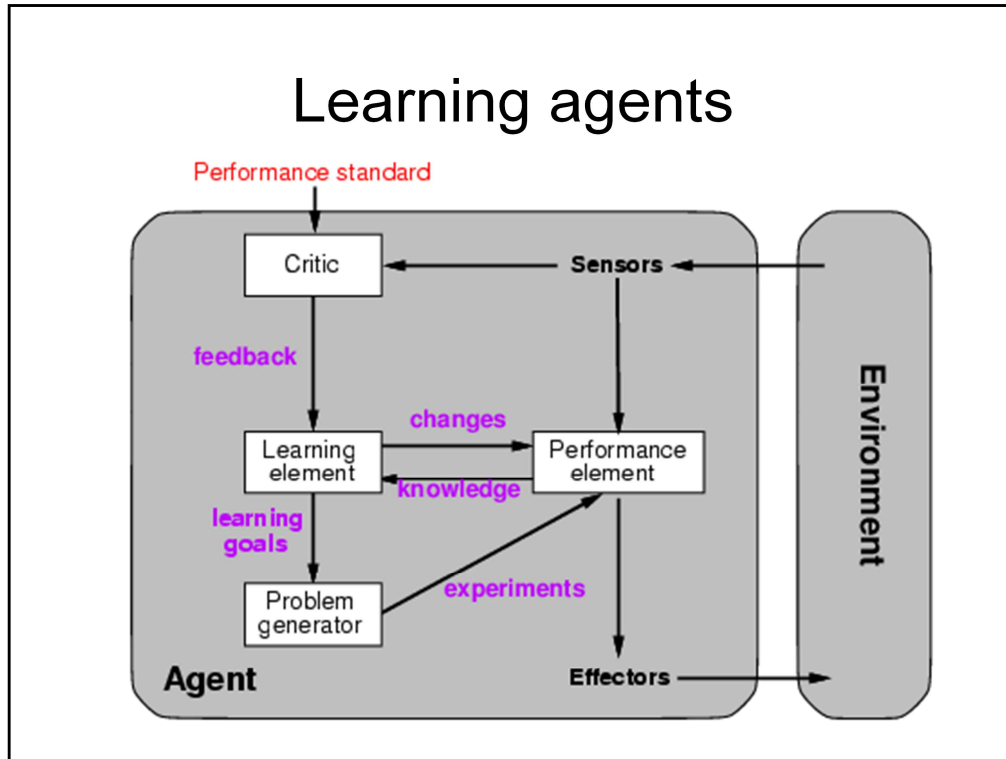 Learning agents
Performance standard
Critic
Sensors
feedback
changes
Learning
element
Performance
element
knowledge
learning
goals
experiments
Problem
generator
Agent
Effectors
Environment